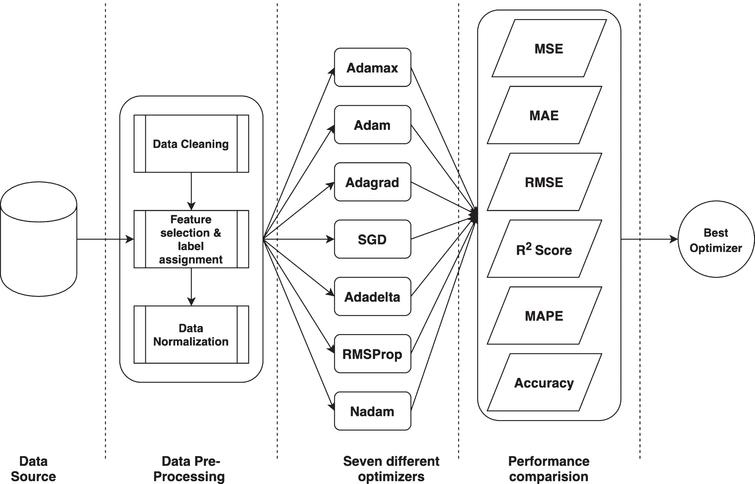 Data Cleaning
Feature
selection &
label
assignment
Data
Normalization
Adamax
Adam
Adagrad
SGD
Adadelta
RMSProp
Nadam
MSE
MAE
RMSE
R² Score
MAPE
Accuracy
Best
Optimizer
Data
Source
Data Pre-
Processing
Seven different
optimizers
Performance
comparision